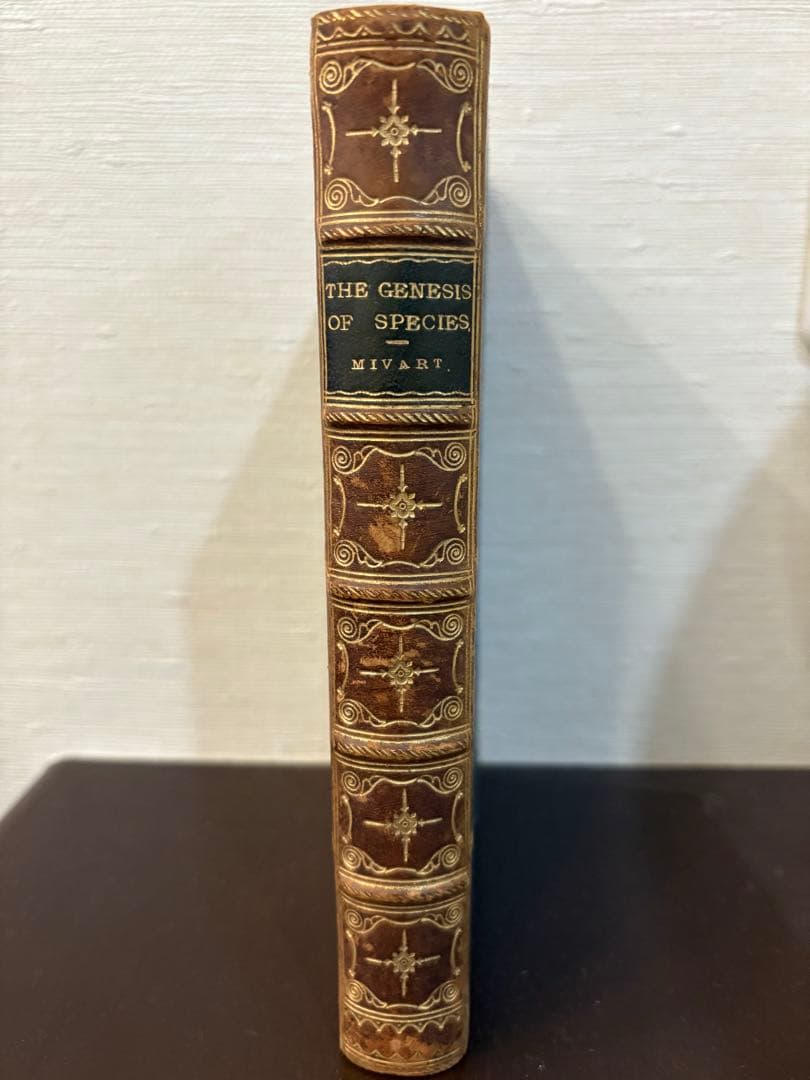 THE GENESIS
OF SPECIES.
MIVART.